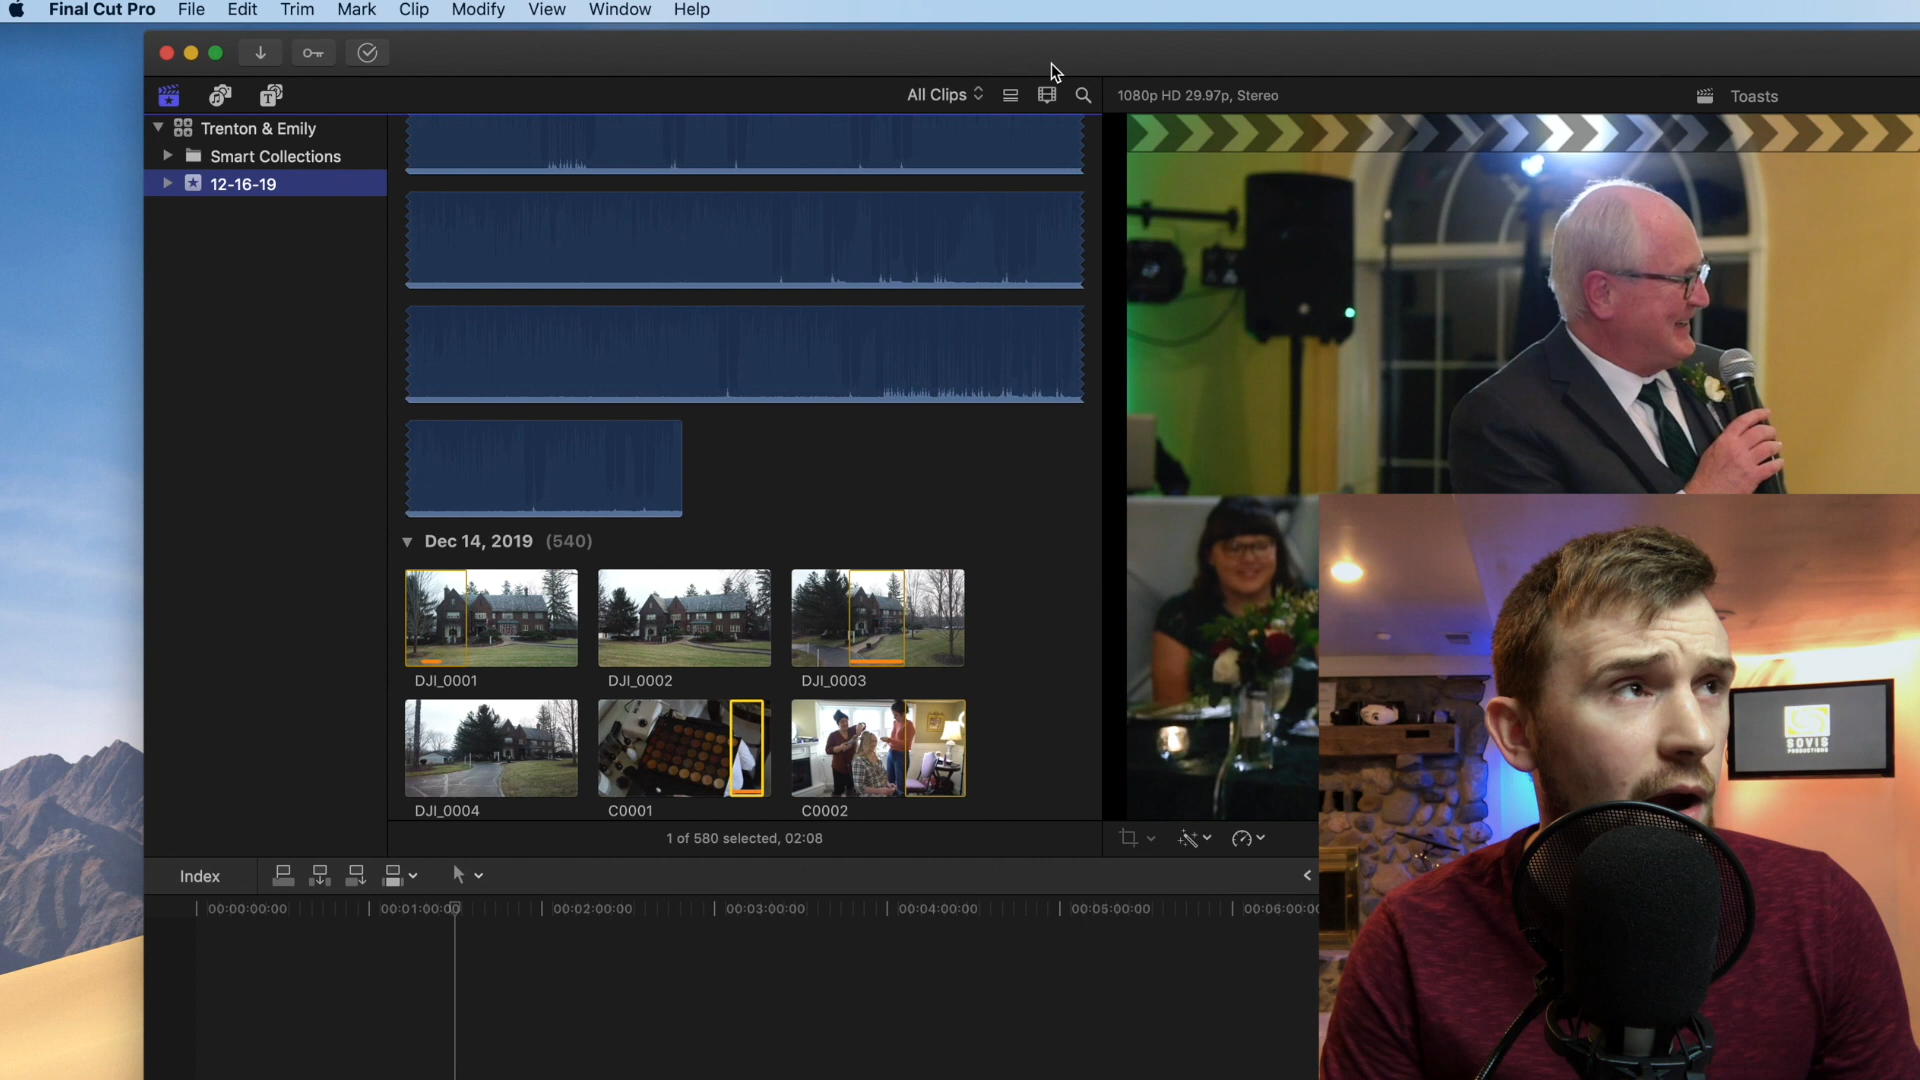 Final Cut Pro File Edit Trim Mark Clip Modify View Window Help
All Clips
1080p HD 29.97p, Stereo
Toasts
Trenton & Emily
Smart Collections
12-16-19
Dec 14, 2019 (540)
DJI_0001 DJI_0002 DJI_0003
DJI_0004 C0001 C0002
1 of 580 selected, 02:08
SOVIS
PRODUCTIONS
Index
00:00:00:00 00:01:00:00 00:02:00:00 00:03:00:00 00:04:00:00 00:05:00:00 00:06:00:00